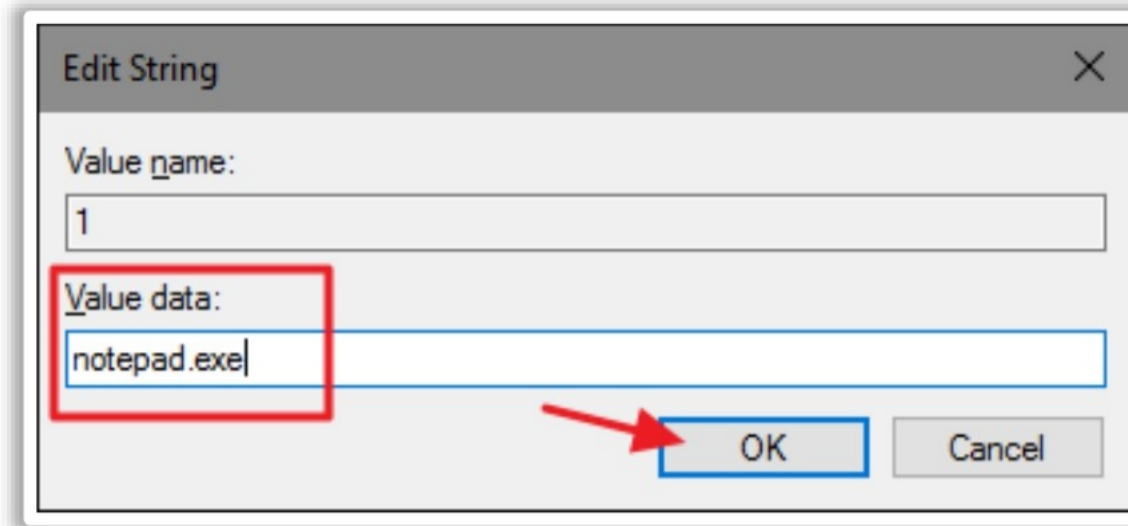 Edit String
Value name:
1
Value data:
notepad.exe
OK Cancel